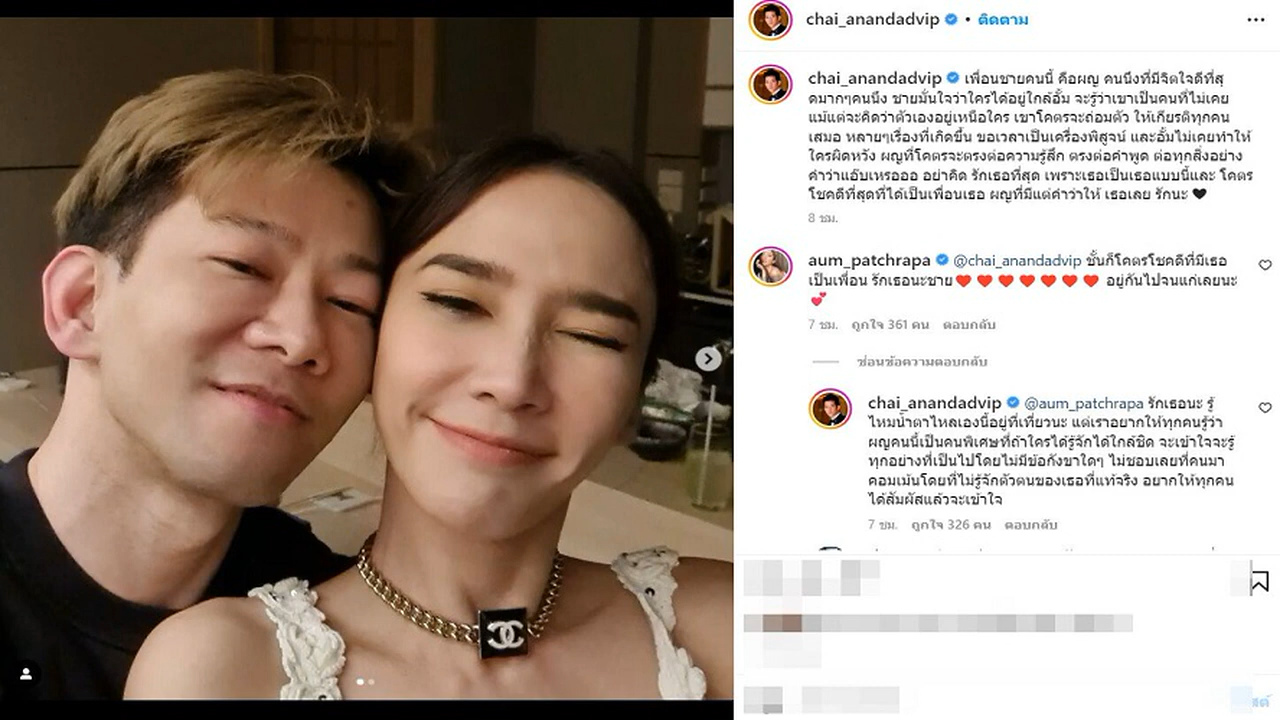 chai_anandadvip • ติดตาม
chai_anandadvip เพื่อนชายคนนี้ คือผญ คนนึงที่มีจิตใจดีที่สุ
ดมากๆคนนึง ชายมั่นใจว่าใครได้อยู่ใกล้อั้ม จะรู้ว่าเขาเป็นคนที่ไม่เคย
แม้แต่จะคิดว่าตัวเองอยู่เหนือใคร เขาโคตรจะถ่อมตัว ให้เกียรติทุกคน
เสมอ หลายๆเรื่องที่เกิดขึ้น ขอเวลาเป็นเครื่องพิสูจน์ และอั้มไม่เคยทำให้
ใครผิดหวัง ผญที่โคตรจะตรงต่อความรู้สึก ตรงต่อคำพูด ต่อทุกสิ่งอย่าง
คำว่าแอ๊บเหรอออ อย่าคิด รักเธอที่สุด เพราะเธอเป็นเธอแบบนี้และ โคตร
โชคดีที่สุดที่ได้เป็นเพื่อนเธอ ผญที่มีแต่คำว่าให้ เธอเลย รักนะ 🖤
8 ชม.
aum_patchrapa @chai_anandadvip ชั้นก็โคตรโชคดีที่มีเธอ
เป็นเพื่อน รักเธอนะชาย❤️❤️❤️❤️❤️❤️❤️ อยู่กันไปจนแก่เลยนะ
💕
7 ชม. ถูกใจ 361 คน ตอบกลับ
ซ่อนข้อความตอบกลับ
chai_anandadvip @aum_patchrapa รักเธอนะ รู้
ไหมน้ำตาไหลเองนี้อยู่ที่เที่ยวนะ แต่เราอยากให้ทุกคนรู้ว่า
ผญคนนี้เป็นคนพิเศษที่ถ้าใครได้รู้จักได้ใกล้ชิด จะเข้าใจจะรู้
ทุกอย่างที่เป็นไปโดยไม่มีข้อกังขาใดๆ ไม่ชอบเลยที่คนมา
คอมเม้นโดยที่ไม่รู้จักตัวตนของเธอที่แท้จริง อยากให้ทุกคน
ได้สัมผัสแล้วจะเข้าใจ
7 ชม. ถูกใจ 326 คน ตอบกลับ